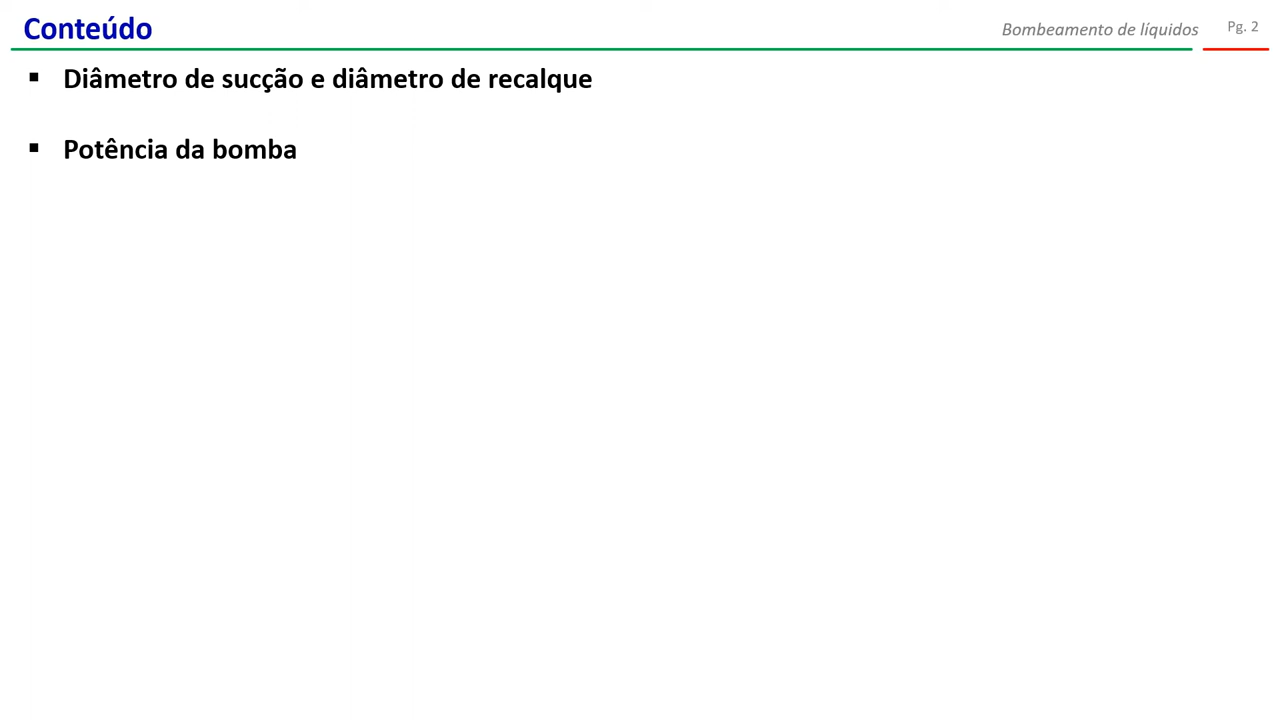 Conteúdo
Bombeamento de líquidos
Pg. 2
▪ Diâmetro de sucção e diâmetro de recalque
▪ Potência da bomba